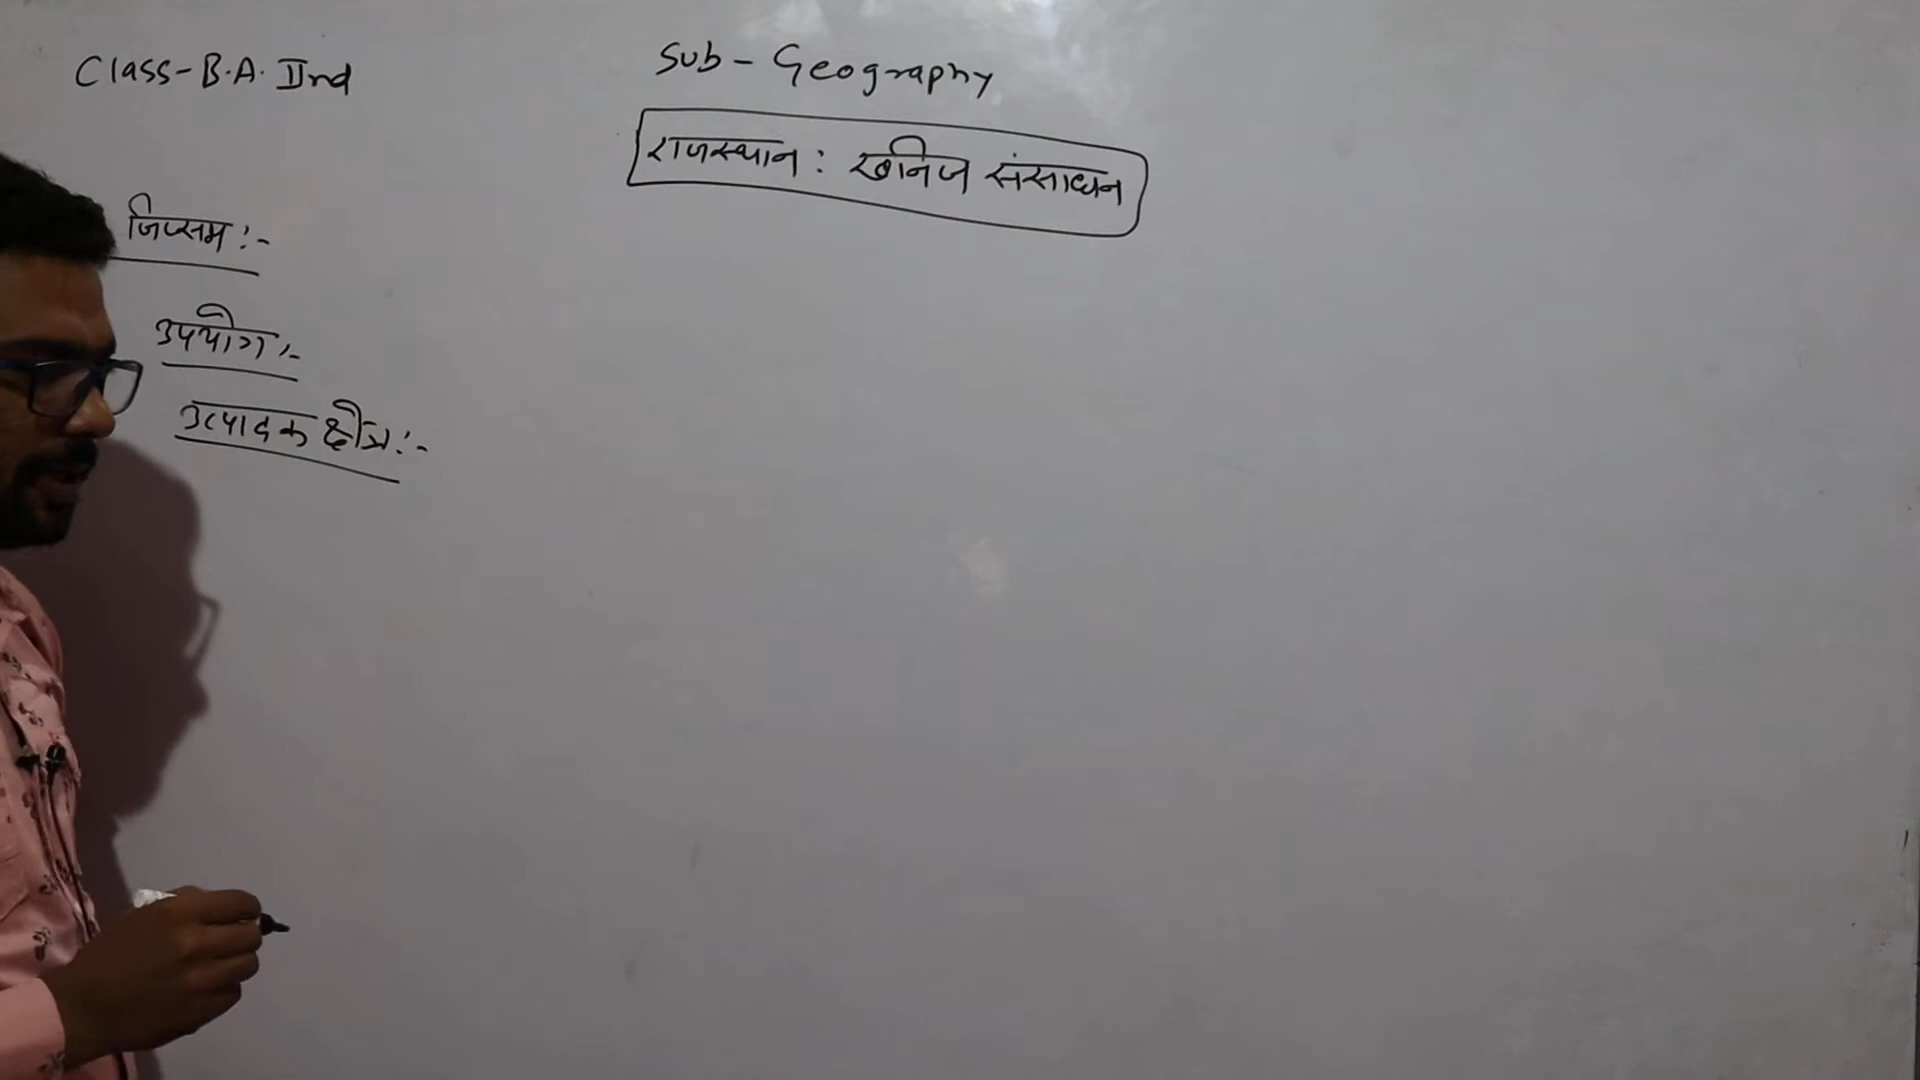 Class-B.A. IInd
Sub - Geography
राजस्थान : खनिज संसाधन
जिप्सम :-
उपयोग :-
उत्पादक क्षेत्र :-